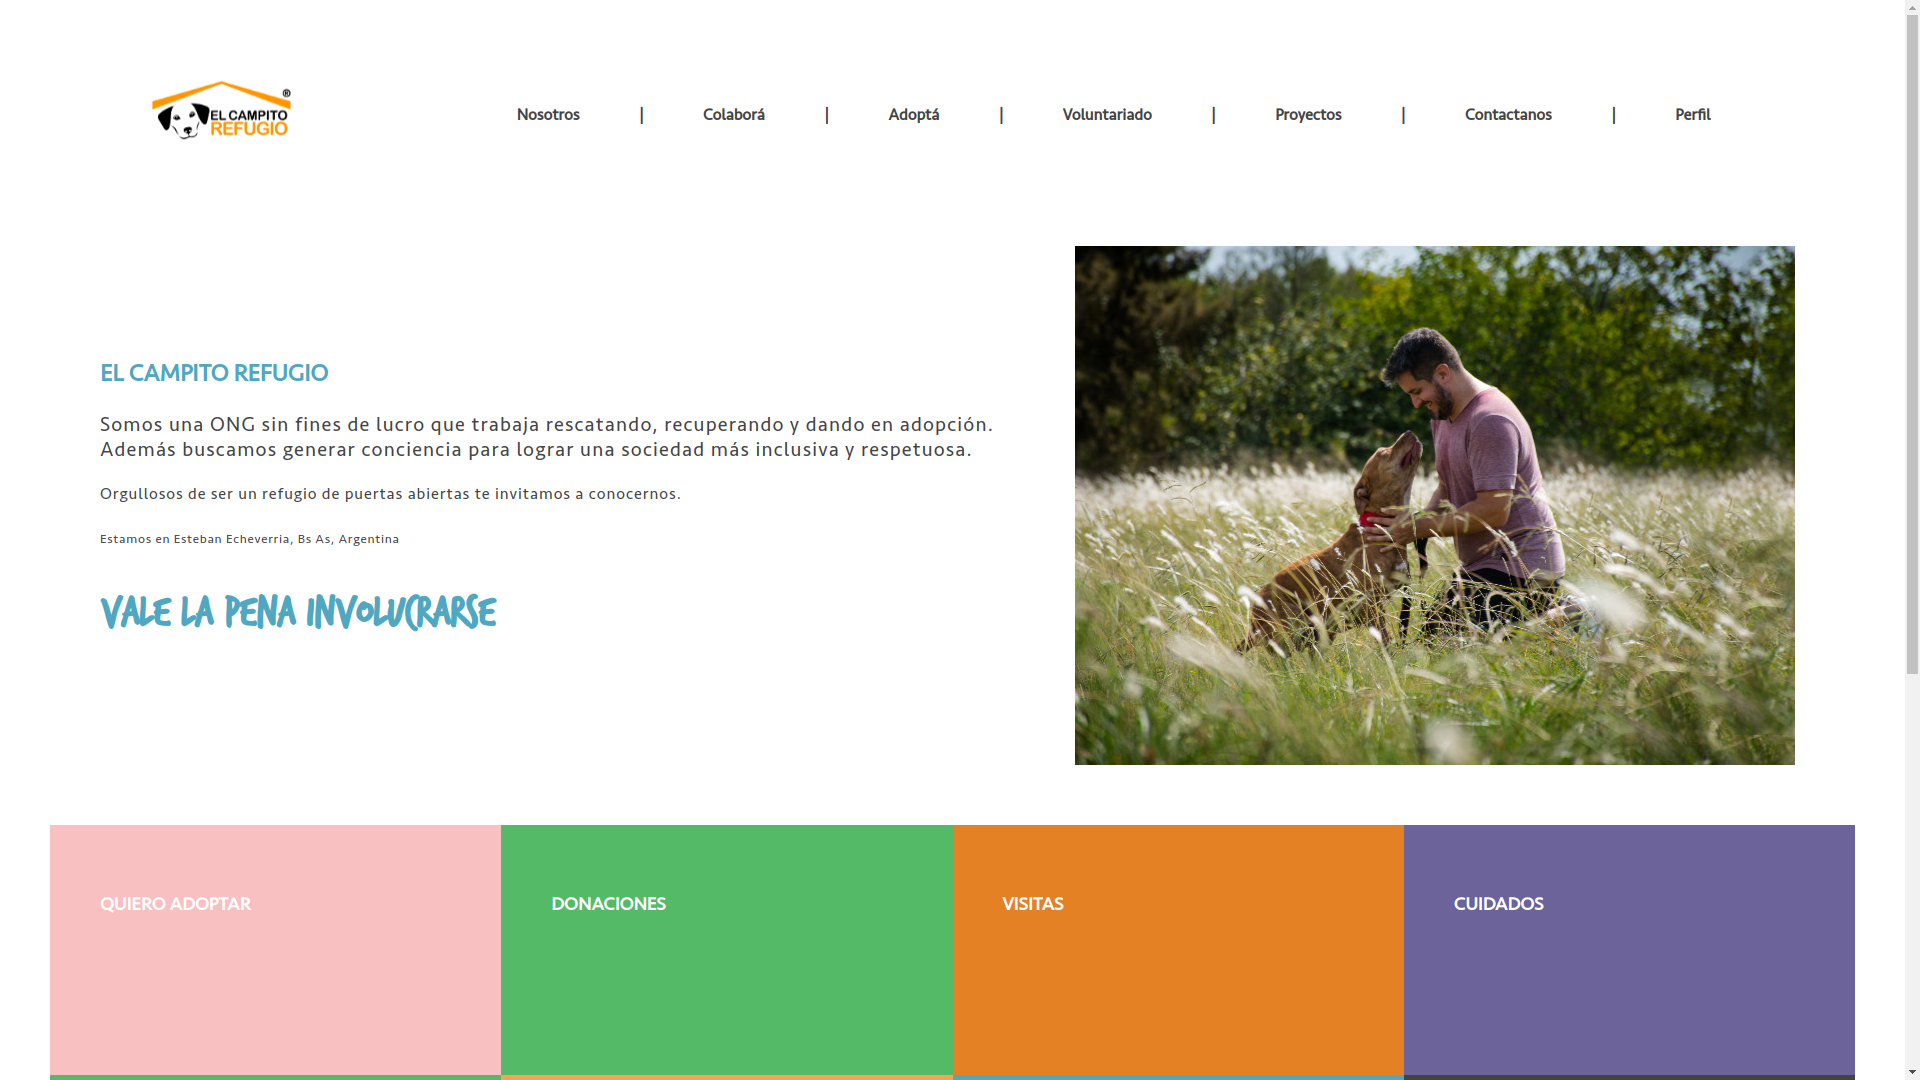 EL CAMPITO ®
REFUGIO
Nosotros | Colaborá | Adoptá | Voluntariado | Proyectos | Contactanos | Perfil
EL CAMPITO REFUGIO
Somos una ONG sin fines de lucro que trabaja rescatando, recuperando y dando en adopción.
Además buscamos generar conciencia para lograr una sociedad más inclusiva y respetuosa.
Orgullosos de ser un refugio de puertas abiertas te invitamos a conocernos.
Estamos en Esteban Echeverria, Bs As, Argentina
VALE LA PENA INVOLUCRARSE
QUIERO ADOPTAR
DONACIONES
VISITAS
CUIDADOS